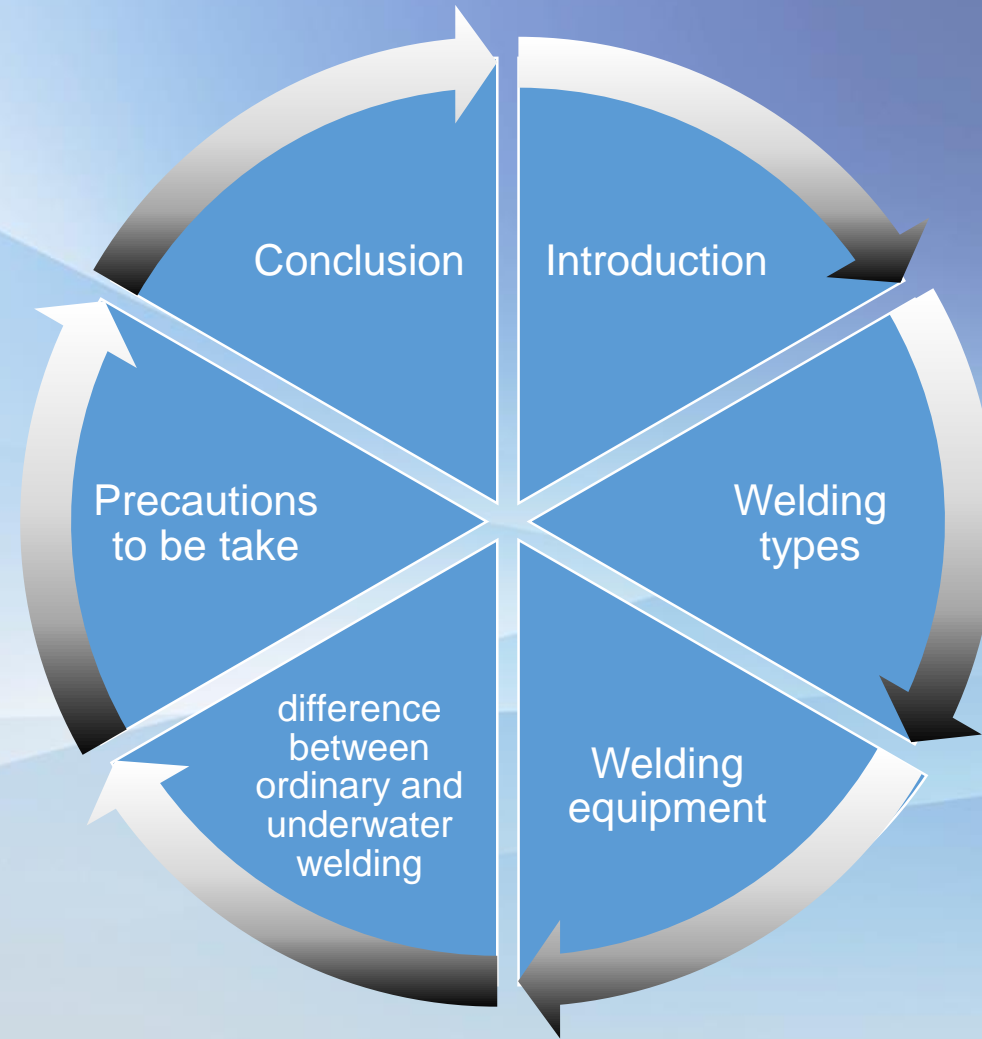 Introduction
Welding
types
Welding
equipment
difference
between
ordinary and
underwater
welding
Precautions
to be take
Conclusion